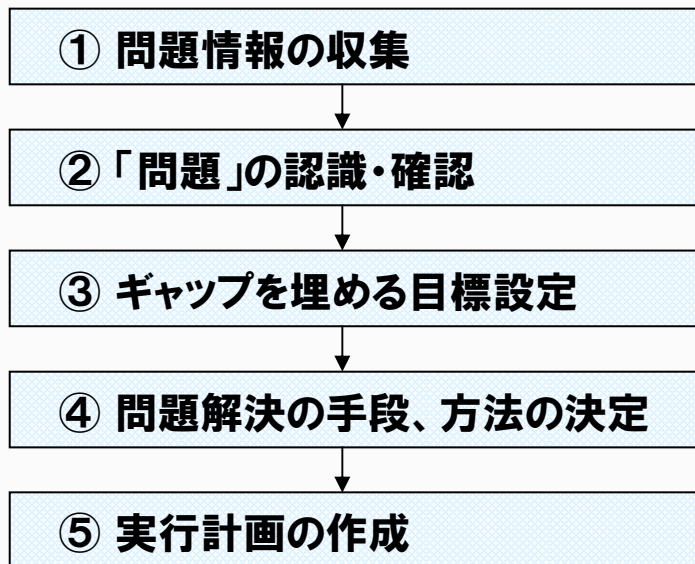 ① 問題情報の収集
② 「問題」の認識・確認
③ ギャップを埋める目標設定
④ 問題解決の手段、方法の決定
⑤ 実行計画の作成